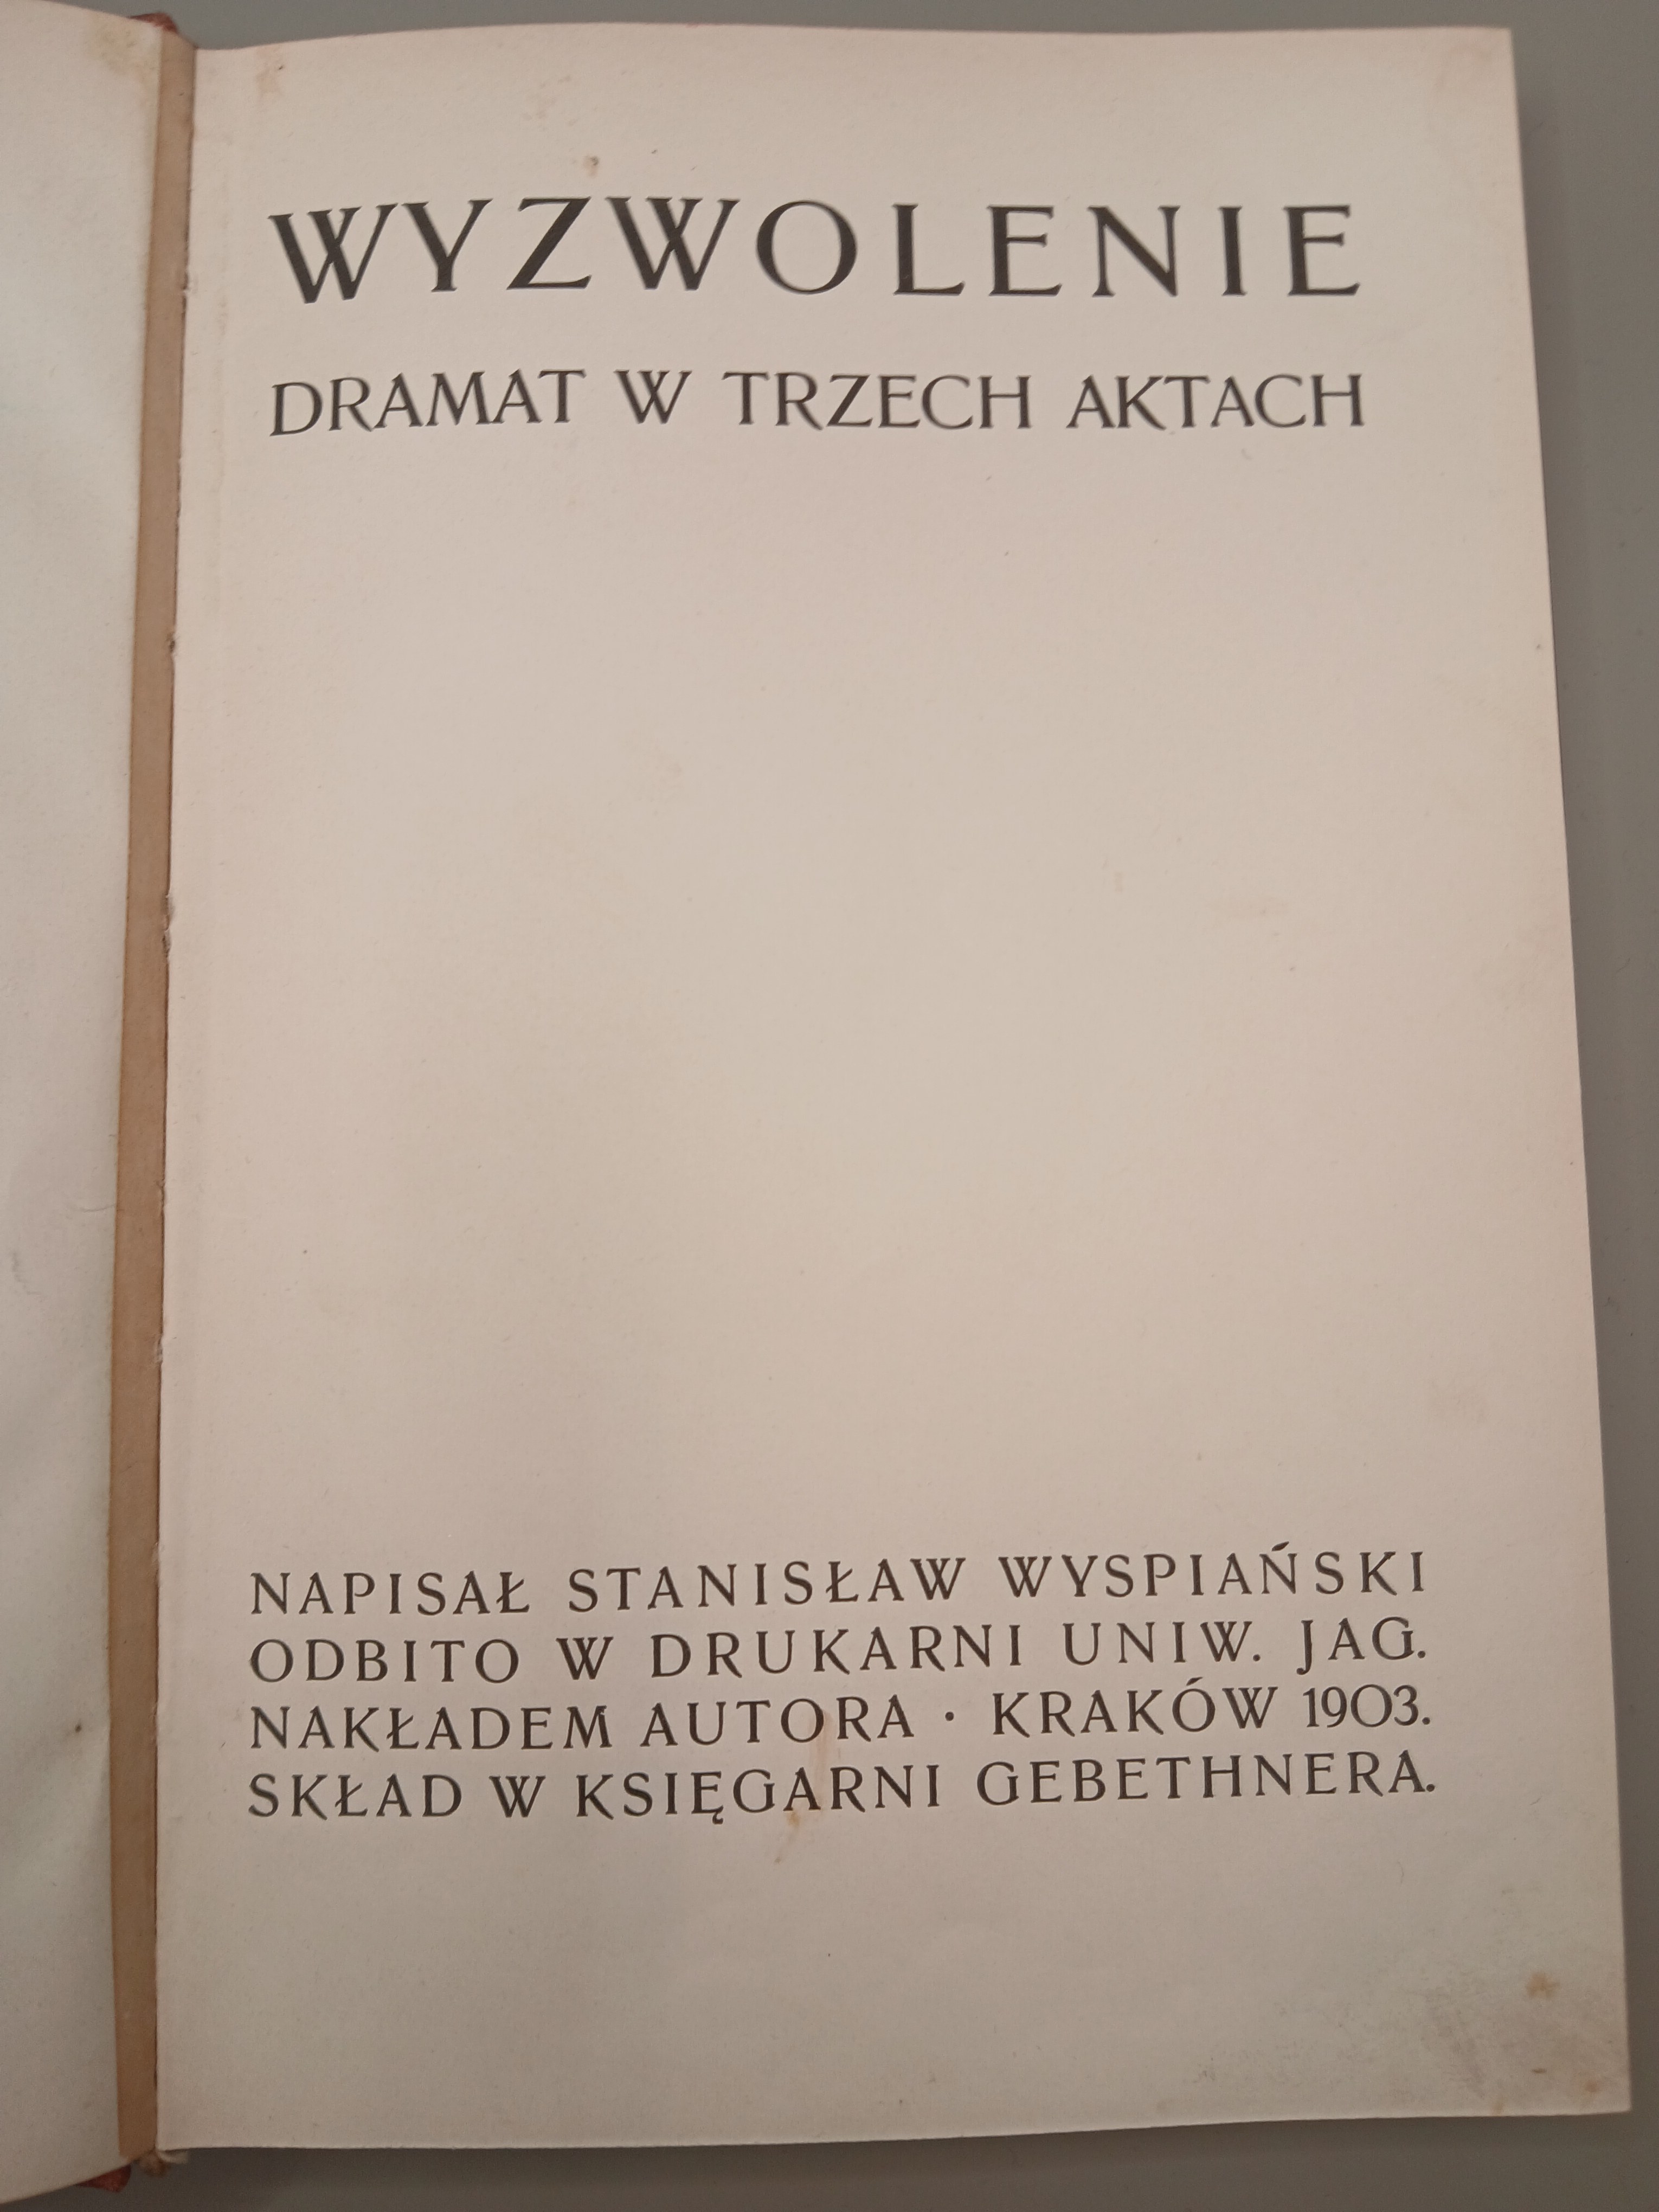 WYZWOLENIE
DRAMAT W TRZECH AKTACH
NAPISAŁ STANISŁAW WYSPIAŃSKI
ODBITO W DRUKARNI UNIW. JAG.
NAKŁADEM AUTORA · KRAKÓW 1903.
SKŁAD W KSIĘGARNI GEBETHNERA.